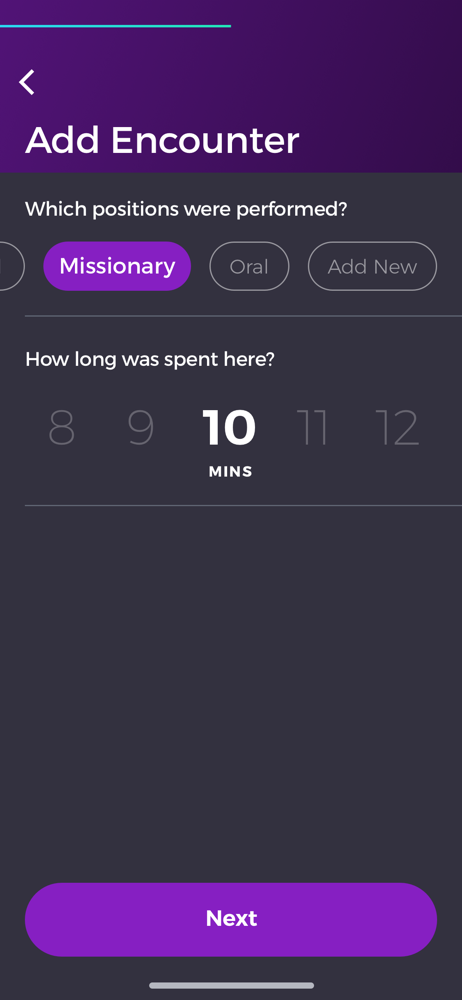 Add Encounter
Which positions were performed?
Missionary Oral Add New
How long was spent here?
8 9 10 11 12
MINS
Next